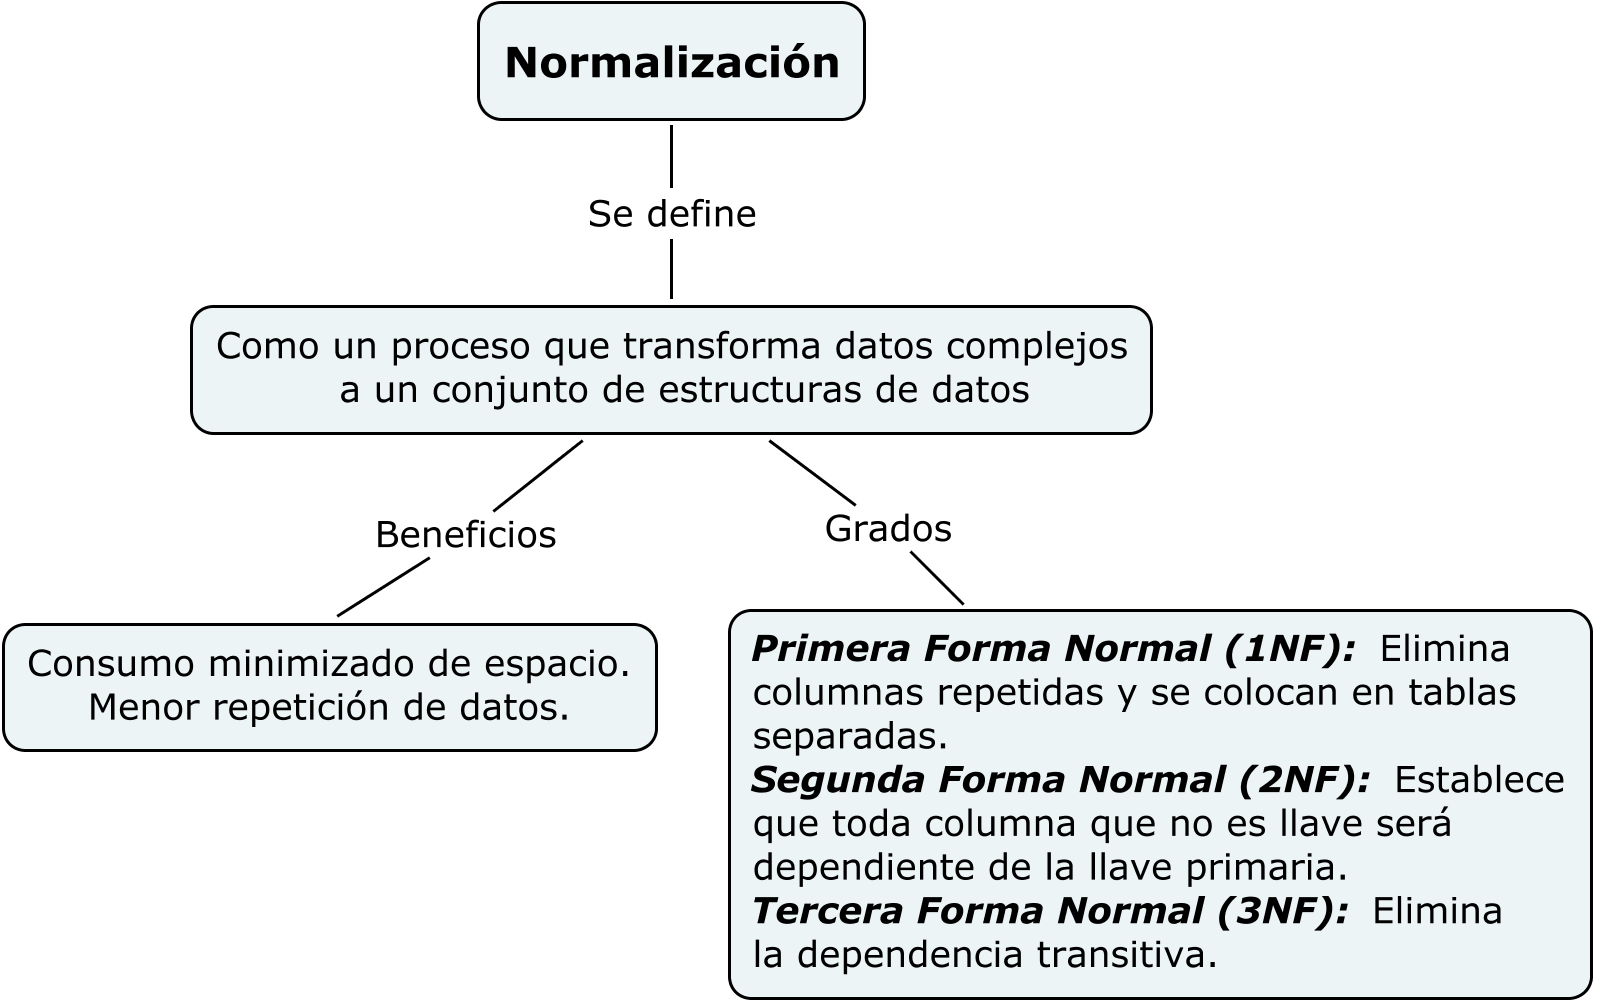 Normalización
Se define
Como un proceso que transforma datos complejos
a un conjunto de estructuras de datos
Beneficios
Grados
Consumo minimizado de espacio.
Menor repetición de datos.
Primera Forma Normal (1NF): Elimina
columnas repetidas y se colocan en tablas
separadas.
Segunda Forma Normal (2NF): Establece
que toda columna que no es llave será
dependiente de la llave primaria.
Tercera Forma Normal (3NF): Elimina
la dependencia transitiva.